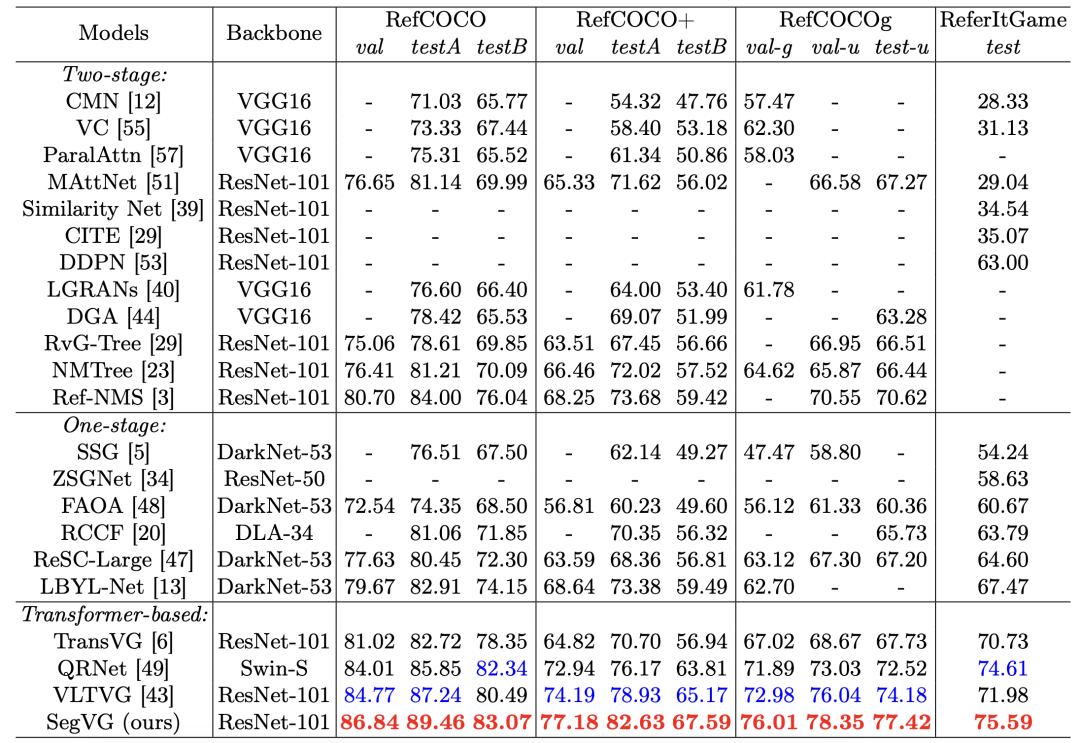 Models Backbone RefCOCO RefCOCO+ RefCOCOg ReferItGame
val testA testB val testA testB val-g val-u test-u test
Two-stage:
CMN [12] VGG16 - 71.03 65.77 - 54.32 47.76 57.47 - - 28.33
VC [55] VGG16 - 73.33 67.44 - 58.40 53.18 62.30 - - 31.13
ParalAttn [57] VGG16 - 75.31 65.52 - 61.34 50.86 58.03 - - -
MAttNet [51] ResNet-101 76.65 81.14 69.99 65.33 71.62 56.02 - 66.58 67.27 29.04
Similarity Net [39] ResNet-101 - - - - - - - - - 34.54
CITE [29] ResNet-101 - - - - - - - - - 35.07
DDPN [53] ResNet-101 - - - - - - - - - 63.00
LGRANs [40] VGG16 - 76.60 66.40 - 64.00 53.40 61.78 - - -
DGA [44] VGG16 - 78.42 65.53 - 69.07 51.99 - - 63.28 -
RvG-Tree [29] ResNet-101 75.06 78.61 69.85 63.51 67.45 56.66 - 66.95 66.51 -
NMTree [23] ResNet-101 76.41 81.21 70.09 66.46 72.02 57.52 64.62 65.87 66.44 -
Ref-NMS [3] ResNet-101 80.70 84.00 76.04 68.25 73.68 59.42 - 70.55 70.62 -
One-stage:
SSG [5] DarkNet-53 - 76.51 67.50 - 62.14 49.27 47.47 58.80 - 54.24
ZSGNet [34] ResNet-50 - - - - - - - - - 58.63
FAOA [48] DarkNet-53 72.54 74.35 68.50 56.81 60.23 49.60 56.12 61.33 60.36 60.67
RCCF [20] DLA-34 - 81.06 71.85 - 70.35 56.32 - - 65.73 63.79
ReSC-Large [47] DarkNet-53 77.63 80.45 72.30 63.59 68.36 56.81 63.12 67.30 67.20 64.60
LBYL-Net [13] DarkNet-53 79.67 82.91 74.15 68.64 73.38 59.49 62.70 - - 67.47
Transformer-based:
TransVG [6] ResNet-101 81.02 82.72 78.35 64.82 70.70 56.94 67.02 68.67 67.73 70.73
QRNet [49] Swin-S 84.01 85.85 82.34 72.94 76.17 63.81 71.89 73.03 72.52 74.61
VLTVG [43] ResNet-101 84.77 87.24 80.49 74.19 78.93 65.17 72.98 76.04 74.18 71.98
SegVG (ours) ResNet-101 86.84 89.46 83.07 77.18 82.63 67.59 76.01 78.35 77.42 75.59